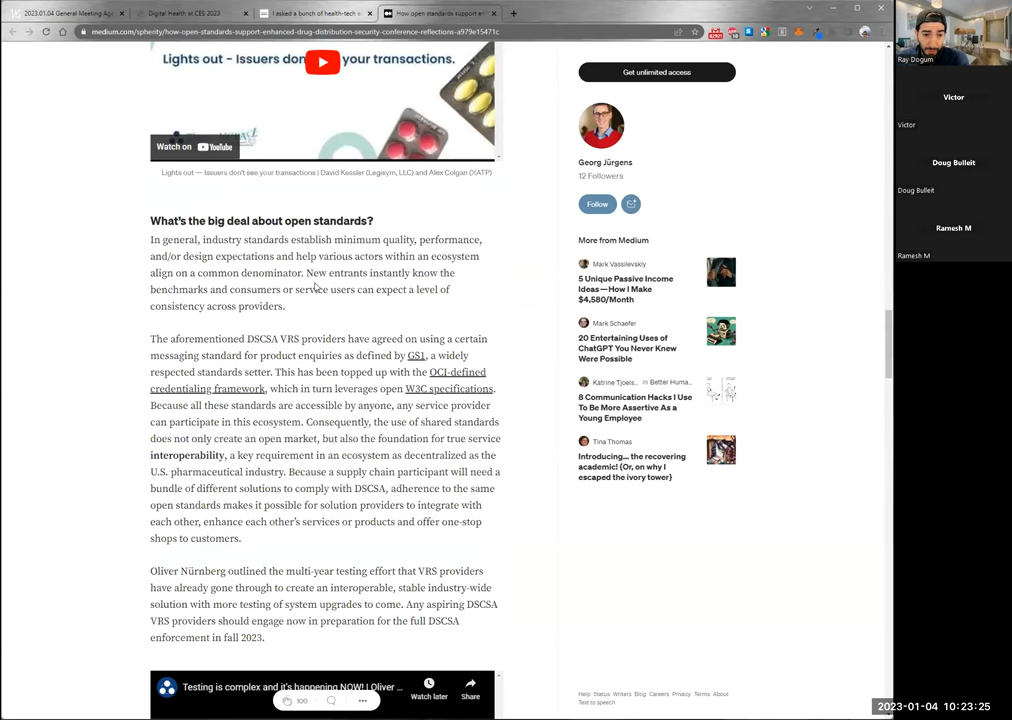 2023.01.04 General Meeting Age
Digital Health at CES 2023
I asked a bunch of health-tech e
How open standards support en
medium.com/spherity/how-open-standards-support-enhanced-drug-distribution-security-conference-reflections-a979e15471c
Lights out – Issuers don't see your transactions.
Watch on YouTube
Lights out — Issuers don't see your transactions | David Kessler (Legisym, LLC) and Alex Colgan (XATP)
What's the big deal about open standards?
In general, industry standards establish minimum quality, performance,
and/or design expectations and help various actors within an ecosystem
align on a common denominator. New entrants instantly know the
benchmarks and consumers or service users can expect a level of
consistency across providers.
The aforementioned DSCSA VRS providers have agreed on using a certain
messaging standard for product enquiries as defined by GS1, a widely
respected standards setter. This has been topped up with the OCI-defined
credentialing framework, which in turn leverages open W3C specifications.
Because all these standards are accessible by anyone, any service provider
can participate in this ecosystem. Consequently, the use of shared standards
does not only create an open market, but also the foundation for true service
interoperability, a key requirement in an ecosystem as decentralized as the
U.S. pharmaceutical industry. Because a supply chain participant will need a
bundle of different solutions to comply with DSCSA, adherence to the same
open standards makes it possible for solution providers to integrate with
each other, enhance each other's services or products and offer one-stop
shops to customers.
Oliver Nürnberg outlined the multi-year testing effort that VRS providers
have already gone through to create an interoperable, stable industry-wide
solution with more testing of system upgrades to come. Any aspiring DSCSA
VRS providers should engage now in preparation for the full DSCSA
enforcement in fall 2023.
Testing is complex and it's happening NOW! | Oliver ...
Watch later
Share
100
Get unlimited access
Georg Jürgens
12 Followers
Follow
More from Medium
Mark Vassilevskiy
5 Unique Passive Income
Ideas — How I Make
$4,580/Month
Mark Schaefer
20 Entertaining Uses of
ChatGPT You Never Knew
Were Possible
Katrine Tjoels... in Better Huma...
8 Communication Hacks I Use
To Be More Assertive As a
Young Employee
Tina Thomas
Introducing... the recovering
academic! {Or, on why I
escaped the ivory tower}
Help Status Writers Blog Careers Privacy Terms About
Text to speech
Ray Dogum
Victor
Victor
Doug Bulleit
Doug Bulleit
Ramesh M
Ramesh M
2023-01-04 10:23:25